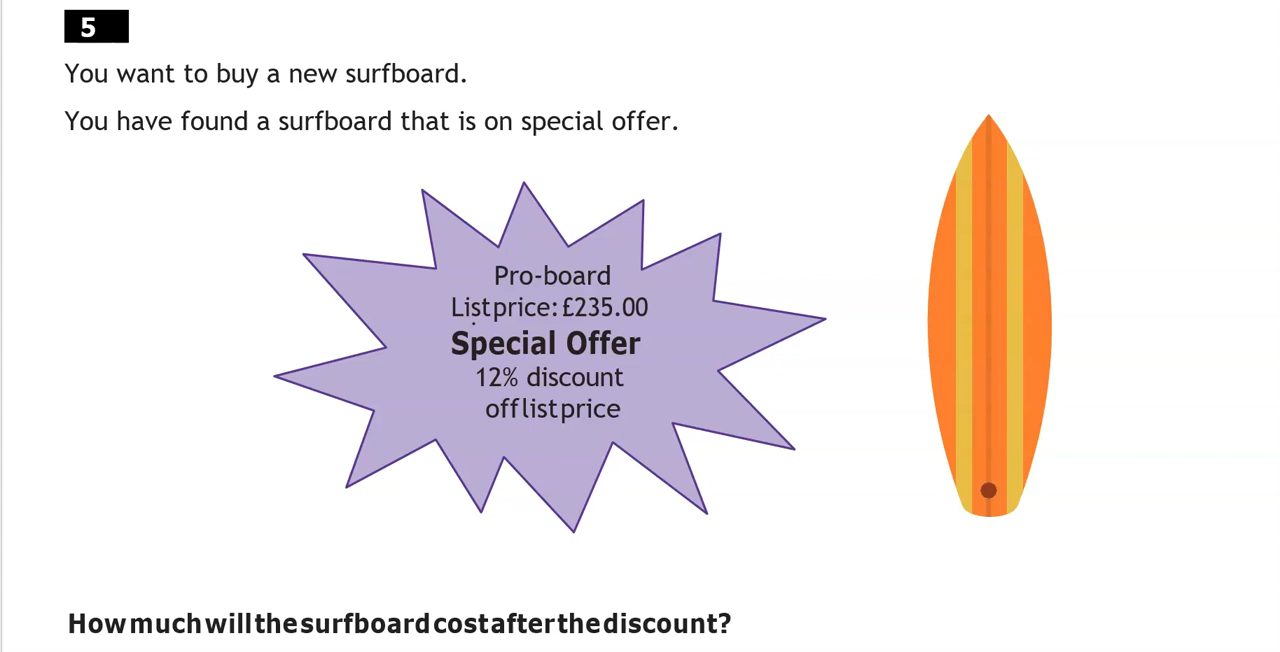 5
You want to buy a new surfboard.
You have found a surfboard that is on special offer.
Pro-board
List price: £235.00
Special Offer
12% discount
off list price
How much will the surfboard cost after the discount?